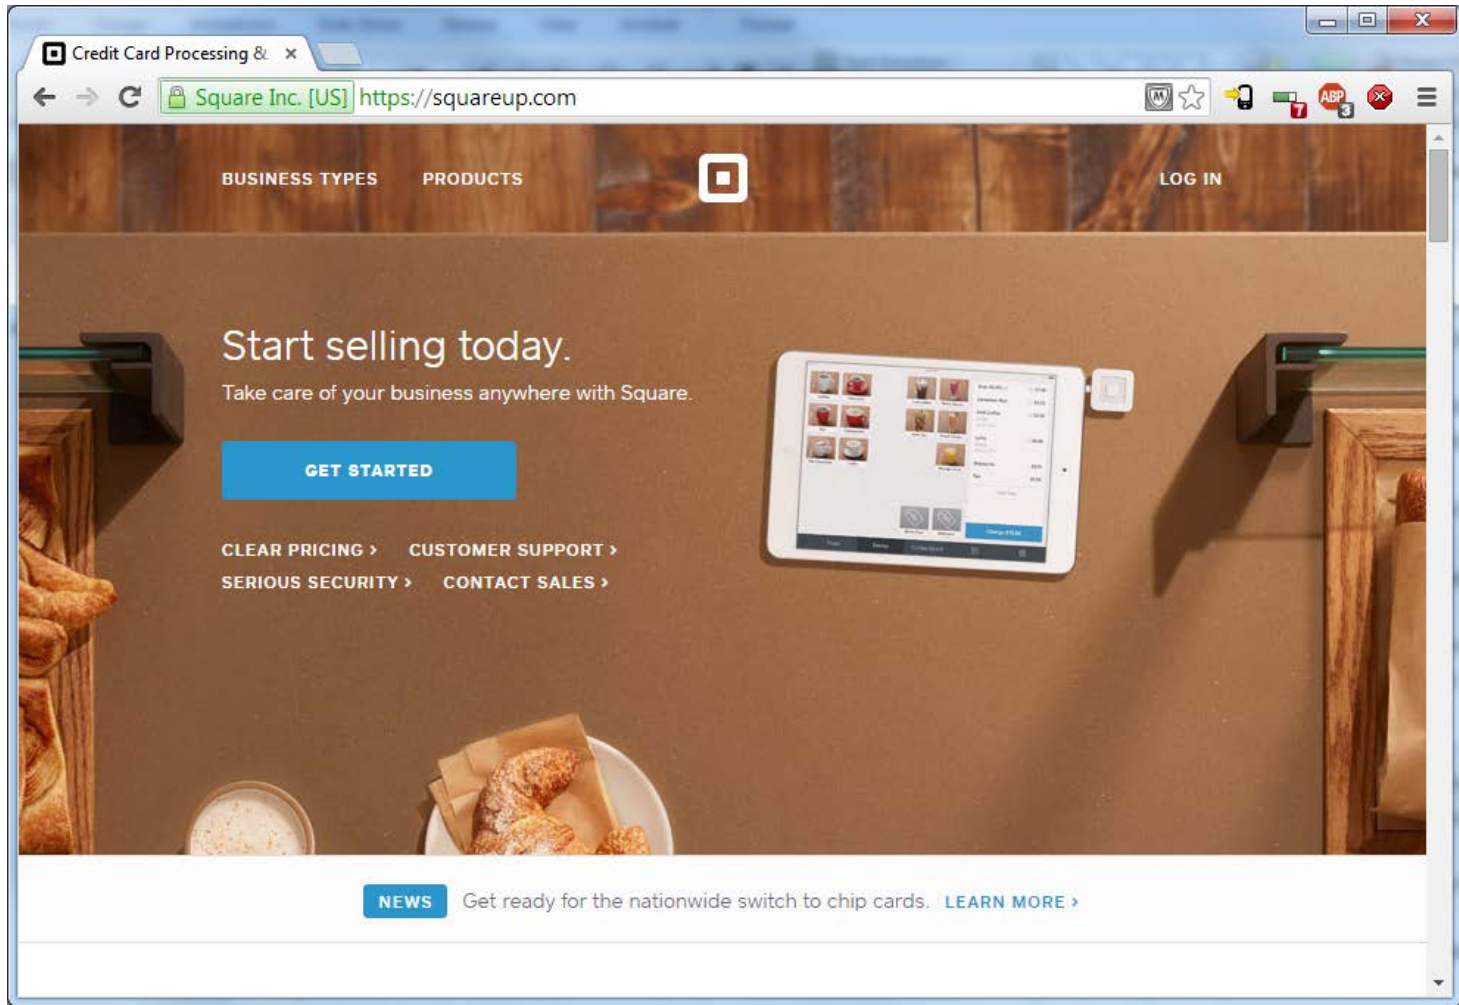 Credit Card Processing &
Square Inc. [US] https://squareup.com
7
ABP
3
BUSINESS TYPES PRODUCTS LOG IN
Start selling today.
Take care of your business anywhere with Square.
GET STARTED
CLEAR PRICING > CUSTOMER SUPPORT >
SERIOUS SECURITY > CONTACT SALES >
NEWS Get ready for the nationwide switch to chip cards. LEARN MORE >